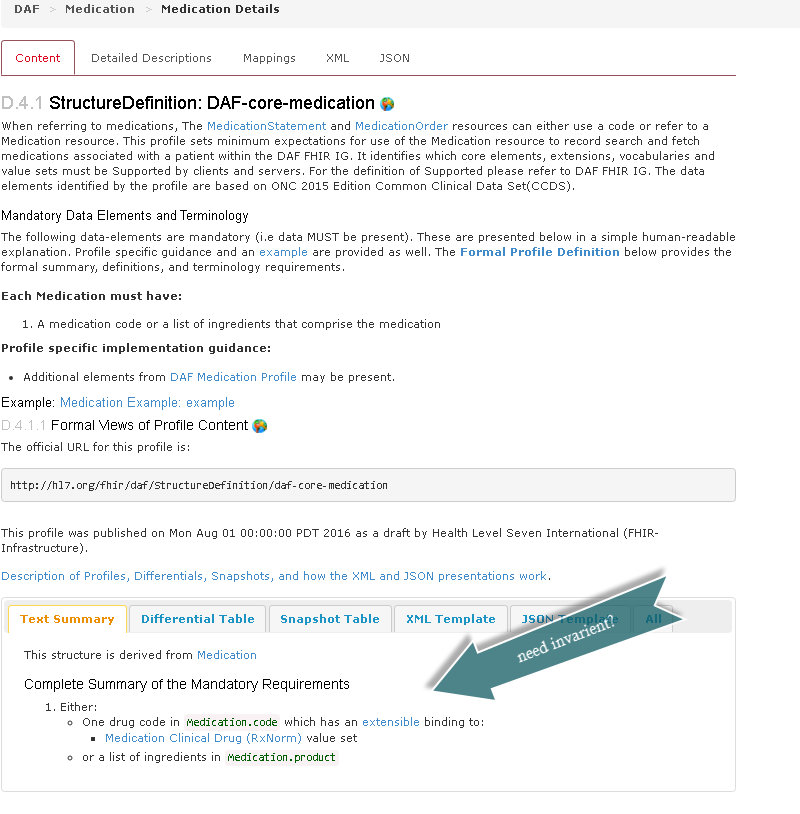 DAF > Medication > Medication Details
Content Detailed Descriptions Mappings XML JSON
D.4.1 StructureDefinition: DAF-core-medication
When referring to medications, The MedicationStatement and MedicationOrder resources can either use a code or refer to a
Medication resource. This profile sets minimum expectations for use of the Medication resource to record search and fetch
medications associated with a patient within the DAF FHIR IG. It identifies which core elements, extensions, vocabularies and
value sets must be Supported by clients and servers. For the definition of Supported please refer to DAF FHIR IG. The data
elements identified by the profile are based on ONC 2015 Edition Common Clinical Data Set(CCDS).
Mandatory Data Elements and Terminology
The following data-elements are mandatory (i.e data MUST be present). These are presented below in a simple human-readable
explanation. Profile specific guidance and an example are provided as well. The Formal Profile Definition below provides the
formal summary, definitions, and terminology requirements.
Each Medication must have:
1. A medication code or a list of ingredients that comprise the medication
Profile specific implementation guidance:
• Additional elements from DAF Medication Profile may be present.
Example: Medication Example: example
D.4.1.1 Formal Views of Profile Content
The official URL for this profile is:
http://hl7.org/fhir/daf/StructureDefinition/daf-core-medication
This profile was published on Mon Aug 01 00:00:00 PDT 2016 as a draft by Health Level Seven International (FHIR-
Infrastructure).
Description of Profiles, Differentials, Snapshots, and how the XML and JSON presentations work.
Text Summary Differential Table Snapshot Table XML Template JSON Template All
need invarient?
This structure is derived from Medication
Complete Summary of the Mandatory Requirements
1. Either:
One drug code in Medication.code which has an extensible binding to:
Medication Clinical Drug (RxNorm) value set
or a list of ingredients in Medication.product